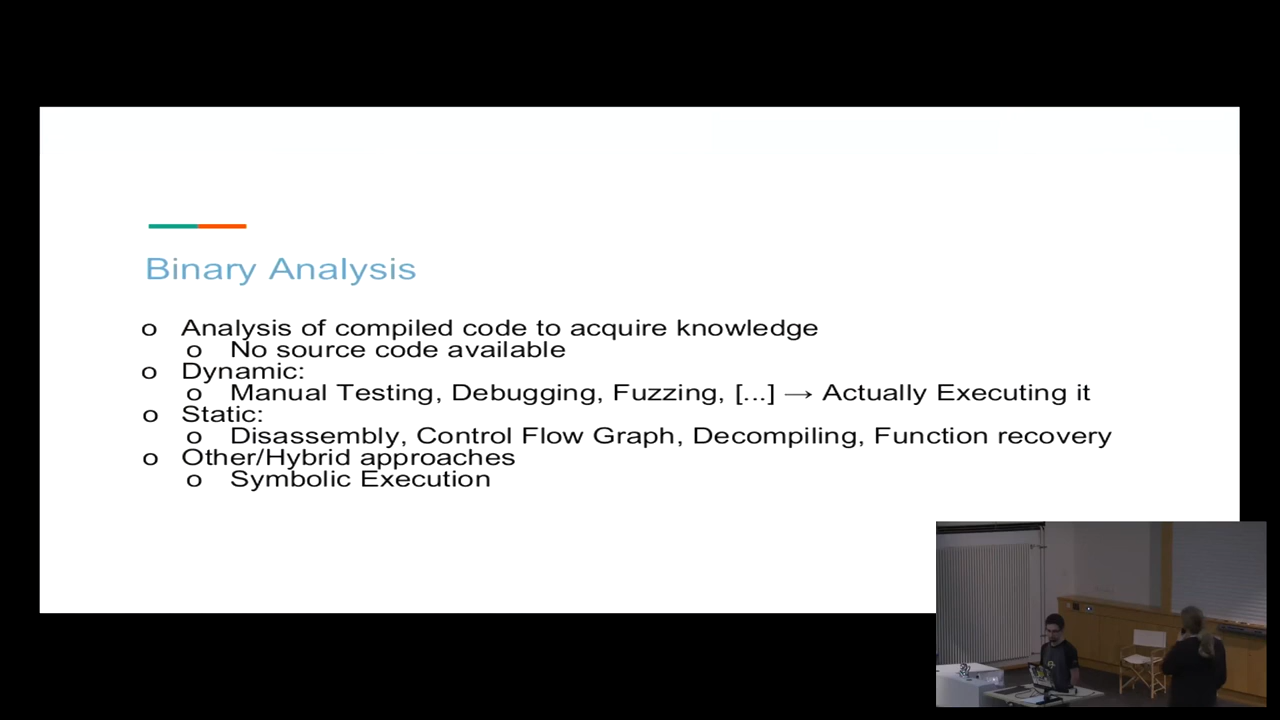 Binary Analysis
o Analysis of compiled code to acquire knowledge
o No source code available
o Dynamic:
o Manual Testing, Debugging, Fuzzing, [...] → Actually Executing it
o Static:
o Disassembly, Control Flow Graph, Decompiling, Function recovery
o Other/Hybrid approaches
o Symbolic Execution